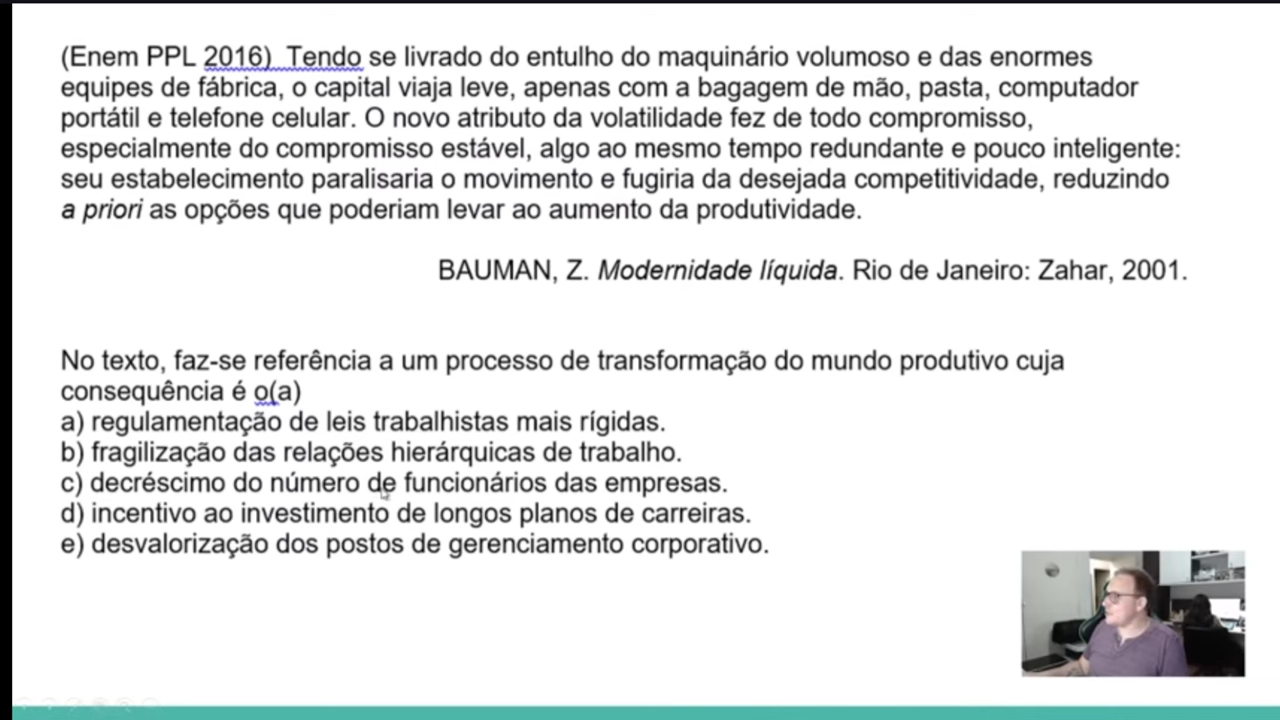 (Enem PPL 2016)  Tendo se livrado do entulho do maquinário volumoso e das enormes
equipes de fábrica, o capital viaja leve, apenas com a bagagem de mão, pasta, computador
portátil e telefone celular. O novo atributo da volatilidade fez de todo compromisso,
especialmente do compromisso estável, algo ao mesmo tempo redundante e pouco inteligente:
seu estabelecimento paralisaria o movimento e fugiria da desejada competitividade, reduzindo
a priori as opções que poderiam levar ao aumento da produtividade.
BAUMAN, Z. Modernidade líquida. Rio de Janeiro: Zahar, 2001.
No texto, faz-se referência a um processo de transformação do mundo produtivo cuja
consequência é o(a)
a) regulamentação de leis trabalhistas mais rígidas.
b) fragilização das relações hierárquicas de trabalho.
c) decréscimo do número de funcionários das empresas.
d) incentivo ao investimento de longos planos de carreiras.
e) desvalorização dos postos de gerenciamento corporativo.